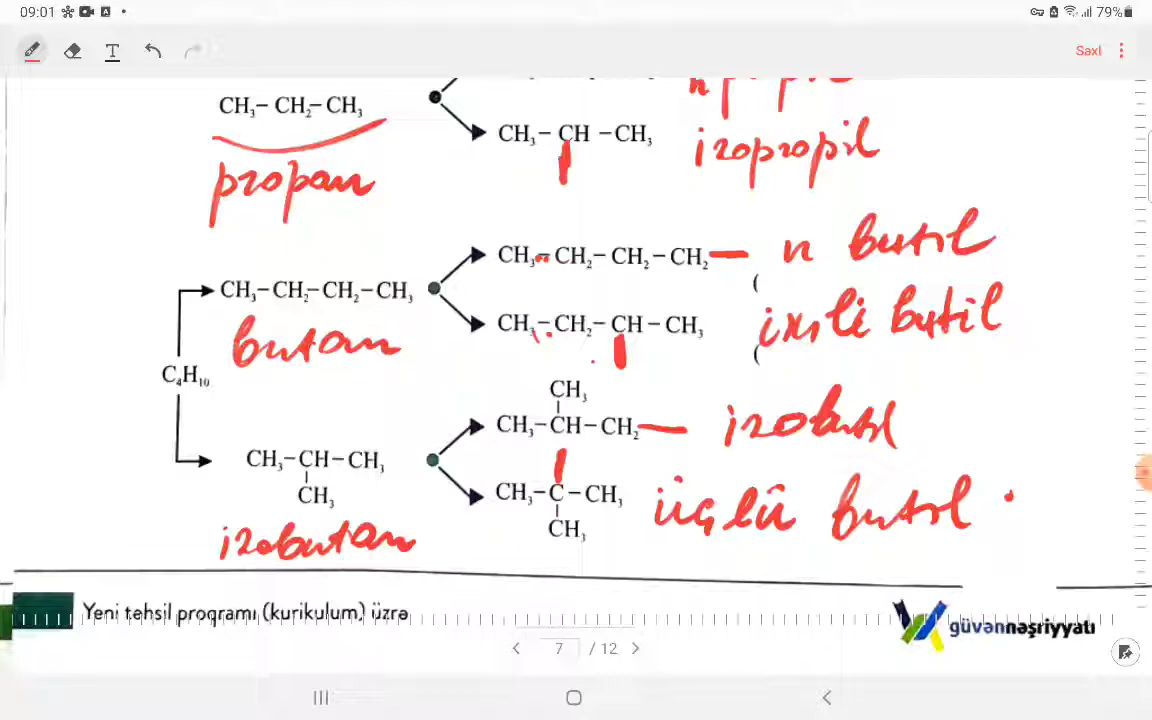 09:01
79%
T
Saxl
CH₃–CH₂–CH₃
CH₃–CH–CH₃
izopropil
propan
CH₃–CH₂–CH₂–CH₂— n butil
CH₃–CH₂–CH₂–CH₃
CH₃–CH₂–CH–CH₃ ikili butil
butan
C₄H₁₀
CH₃
CH₃–CH–CH₂— izobutil
CH₃–CH–CH₃
CH₃
CH₃–C–CH₃ üçlü butil
CH₃
izobutan
Yeni təhsil proqramı (kurikulum) üzrə
güvənnəşriyyatı
7 / 12